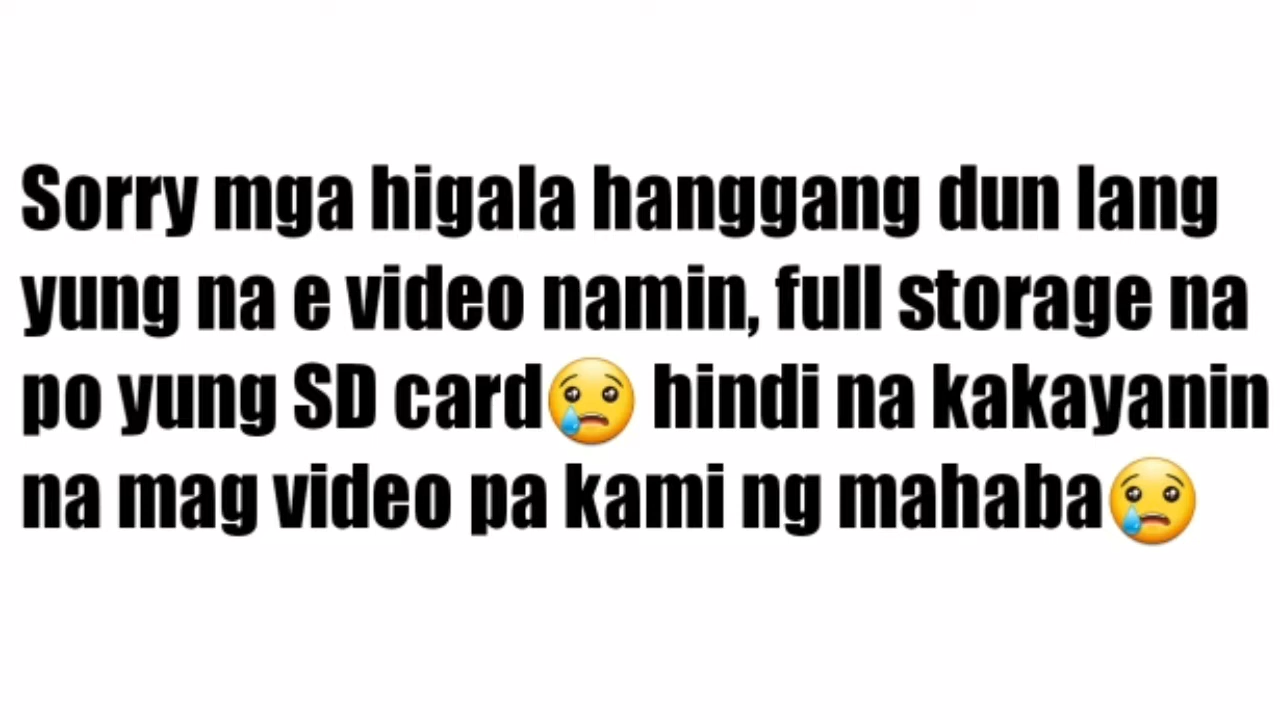 Sorry mga higala hanggang dun lang
yung na e video namin, full storage na
po yung SD card😢 hindi na kakayanin
na mag video pa kami ng mahaba😢